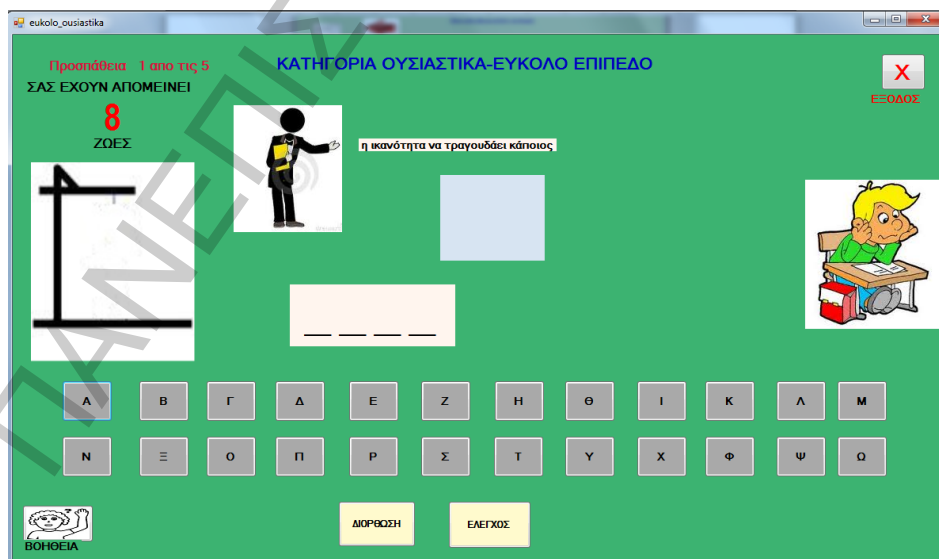 eukolo_ousiastika
Προσπάθεια 1 απο τις 5
ΚΑΤΗΓΟΡΙΑ ΟΥΣΙΑΣΤΙΚΑ-ΕΥΚΟΛΟ ΕΠΙΠΕΔΟ
X
ΕΞΟΔΟΣ
ΣΑΣ ΕΧΟΥΝ ΑΠΟΜΕΙΝΕΙ
8
ΖΩΕΣ
η ικανότητα να τραγουδάει κάποιος
Α Β Γ Δ Ε Ζ Η Θ Ι Κ Λ Μ
Ν Ξ Ο Π Ρ Σ Τ Υ Χ Φ Ψ Ω
ΔΙΟΡΘΩΣΗ ΕΛΕΓΧΟΣ
ΒΟΗΘΕΙΑ
ΠΑΝΕΠΙΣ